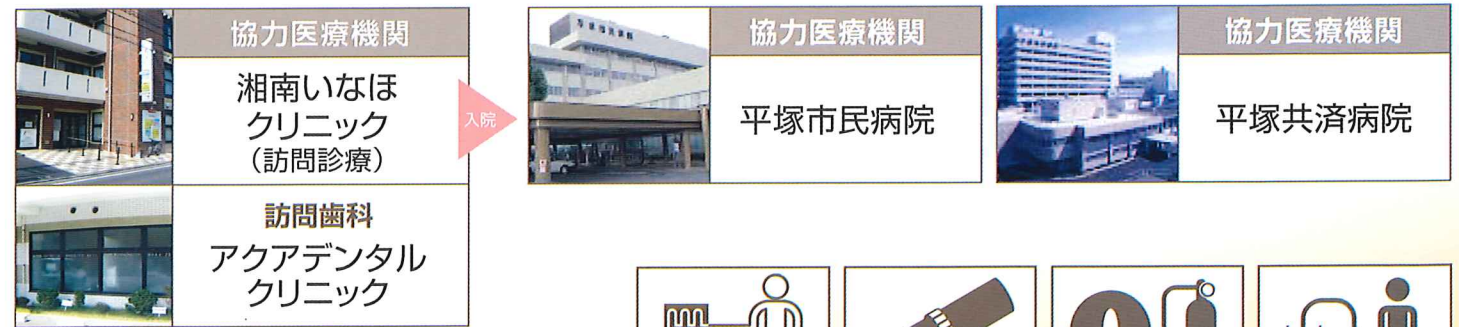 協力医療機関
湘南いなほ
クリニック
(訪問診療)
訪問歯科
アクアデンタル
クリニック
入院
協力医療機関
平塚市民病院
協力医療機関
平塚共済病院